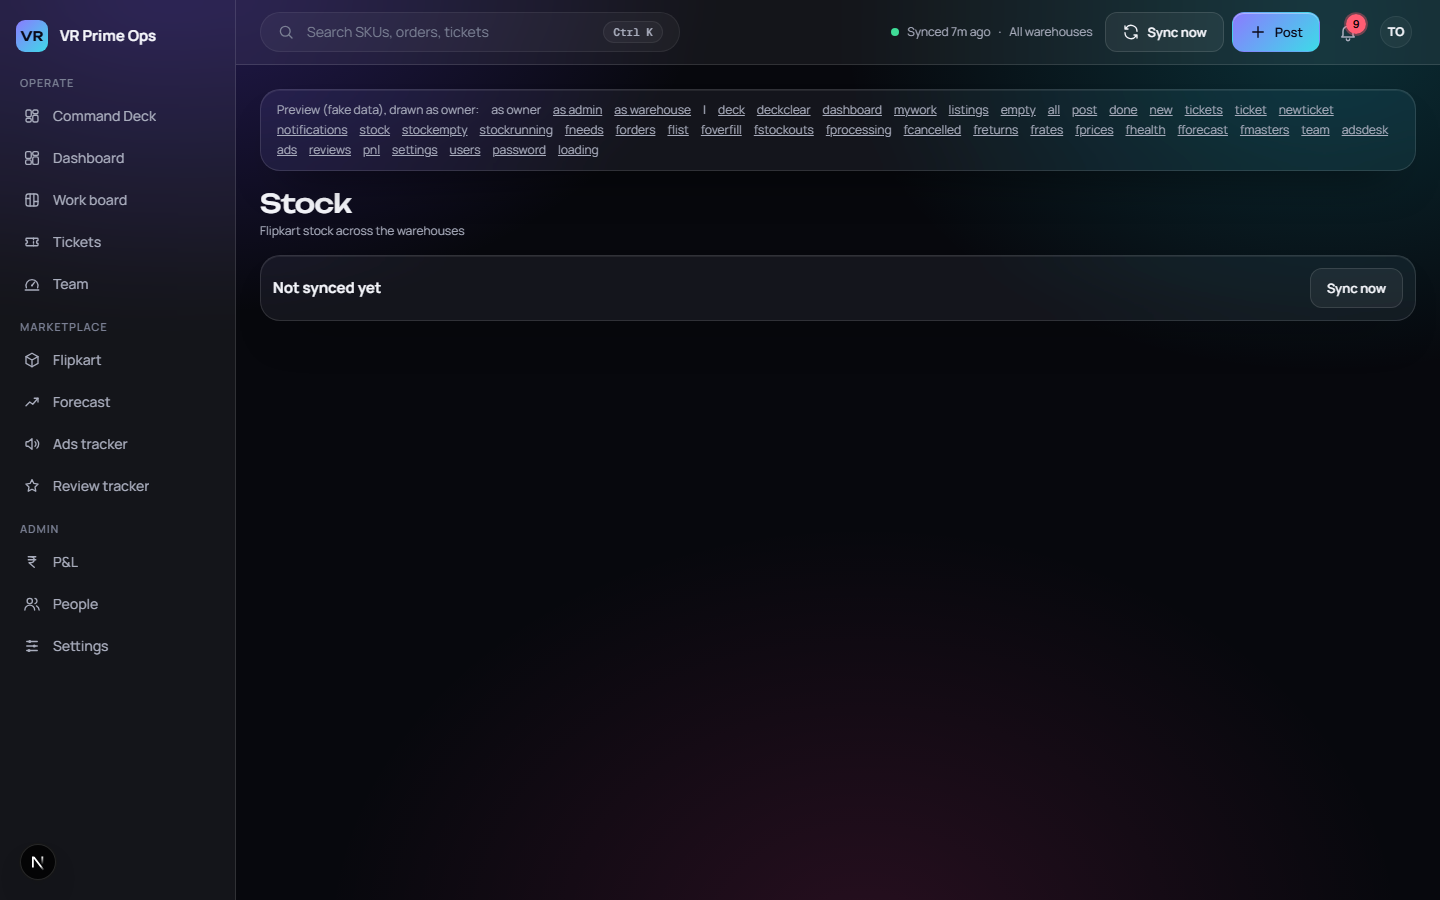 VR
VR Prime Ops
Search SKUs, orders, tickets
Ctrl K
Synced 7m ago · All warehouses
Sync now
+ Post
9
TO
OPERATE
Command Deck
Dashboard
Work board
Tickets
Team
MARKETPLACE
Flipkart
Forecast
Ads tracker
Review tracker
ADMIN
₹ P&L
People
Settings
N
Preview (fake data), drawn as owner: as owner as admin as warehouse | deck deckclear dashboard mywork listings empty all post done new tickets ticket newticket
notifications stock stockempty stockrunning fneeds forders flist foverfill fstockouts fprocessing fcancelled freturns frates fprices fhealth fforecast fmasters team adsdesk
ads reviews pnl settings users password loading
Stock
Flipkart stock across the warehouses
Not synced yet
Sync now